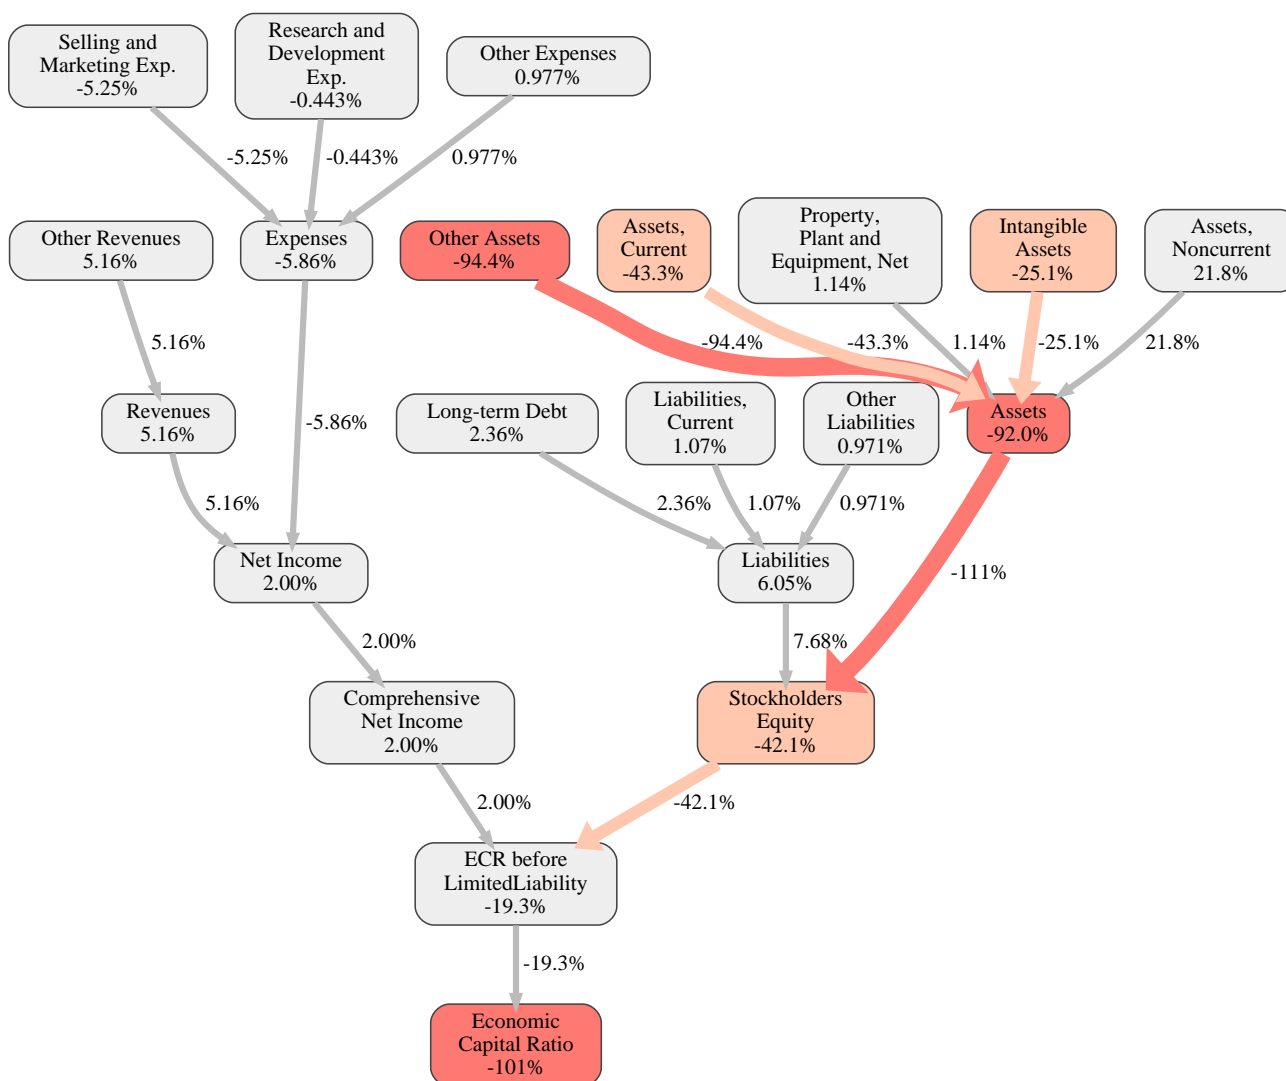 Selling and
Marketing Exp.
-5.25%
Research and
Development
Exp.
-0.443%
Other Expenses
0.977%
-5.25%
-0.443%
0.977%
Other Revenues
5.16%
Expenses
-5.86%
Other Assets
-94.4%
Assets,
Current
-43.3%
Property,
Plant and
Equipment, Net
1.14%
Intangible
Assets
-25.1%
Assets,
Noncurrent
21.8%
5.16%
-94.4%
-43.3%
1.14%
-25.1%
21.8%
Revenues
5.16%
-5.86%
Long-term Debt
2.36%
Liabilities,
Current
1.07%
Other
Liabilities
0.971%
Assets
-92.0%
5.16%
2.36%
1.07%
0.971%
Net Income
2.00%
Liabilities
6.05%
-111%
2.00%
7.68%
Comprehensive
Net Income
2.00%
Stockholders
Equity
-42.1%
2.00%
-42.1%
ECR before
LimitedLiability
-19.3%
-19.3%
Economic
Capital Ratio
-101%